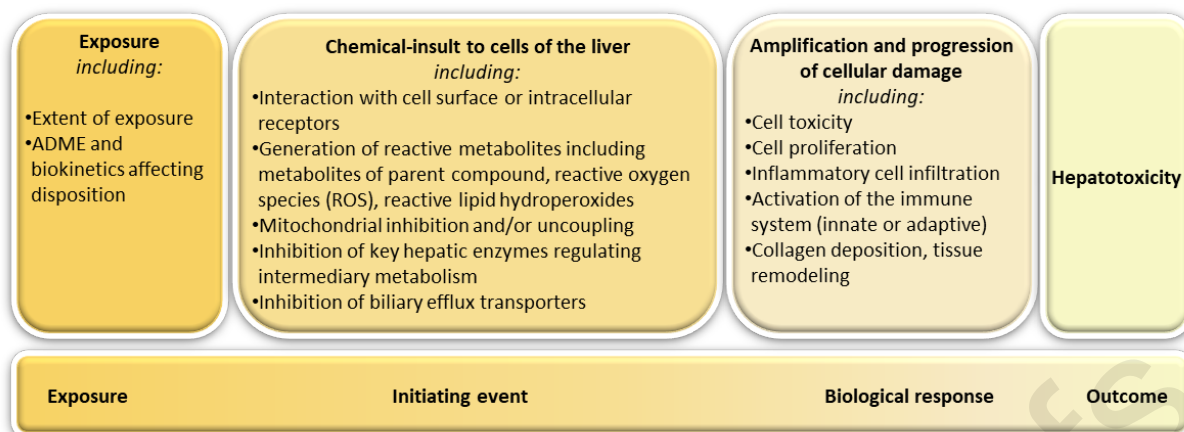 Exposure
including:
•Extent of exposure
•ADME and
biokinetics affecting
disposition
Chemical-insult to cells of the liver
including:
•Interaction with cell surface or intracellular
receptors
•Generation of reactive metabolites including
metabolites of parent compound, reactive oxygen
species (ROS), reactive lipid hydroperoxides
•Mitochondrial inhibition and/or uncoupling
•Inhibition of key hepatic enzymes regulating
intermediary metabolism
•Inhibition of biliary efflux transporters
Amplification and progression
of cellular damage
including:
•Cell toxicity
•Cell proliferation
•Inflammatory cell infiltration
•Activation of the immune
system (innate or adaptive)
•Collagen deposition, tissue
remodeling
Hepatotoxicity
Exposure
Initiating event
Biological response
Outcome